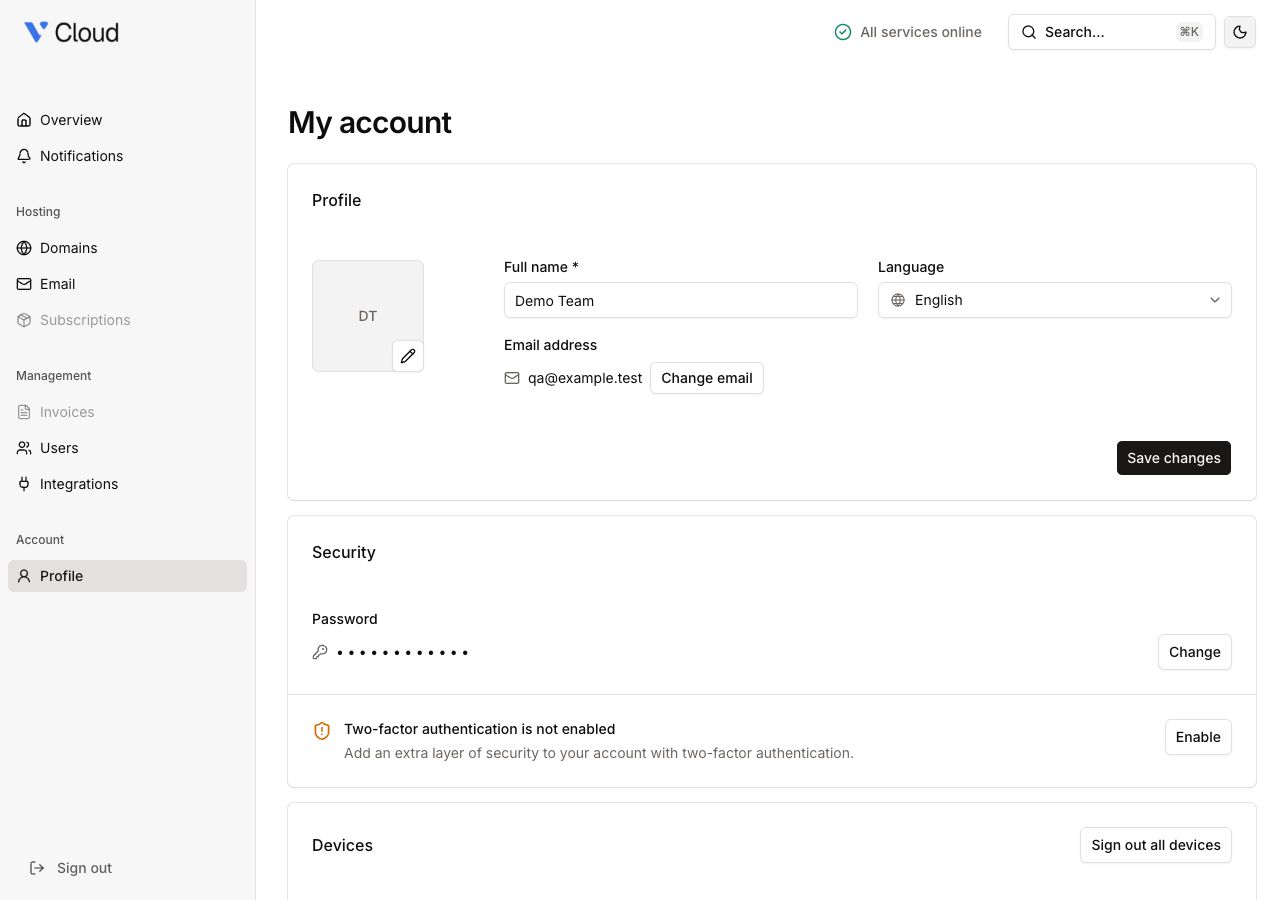 Cloud
All services online
Search...
⌘K
Overview
Notifications
Hosting
Domains
Email
Subscriptions
Management
Invoices
Users
Integrations
Account
Profile
Sign out
My account
Profile
DT
Full name *
Demo Team
Language
English
Email address
qa@example.test
Change email
Save changes
Security
Password
• • • • • • • • • • • •
Change
Two-factor authentication is not enabled
Add an extra layer of security to your account with two-factor authentication.
Enable
Devices
Sign out all devices